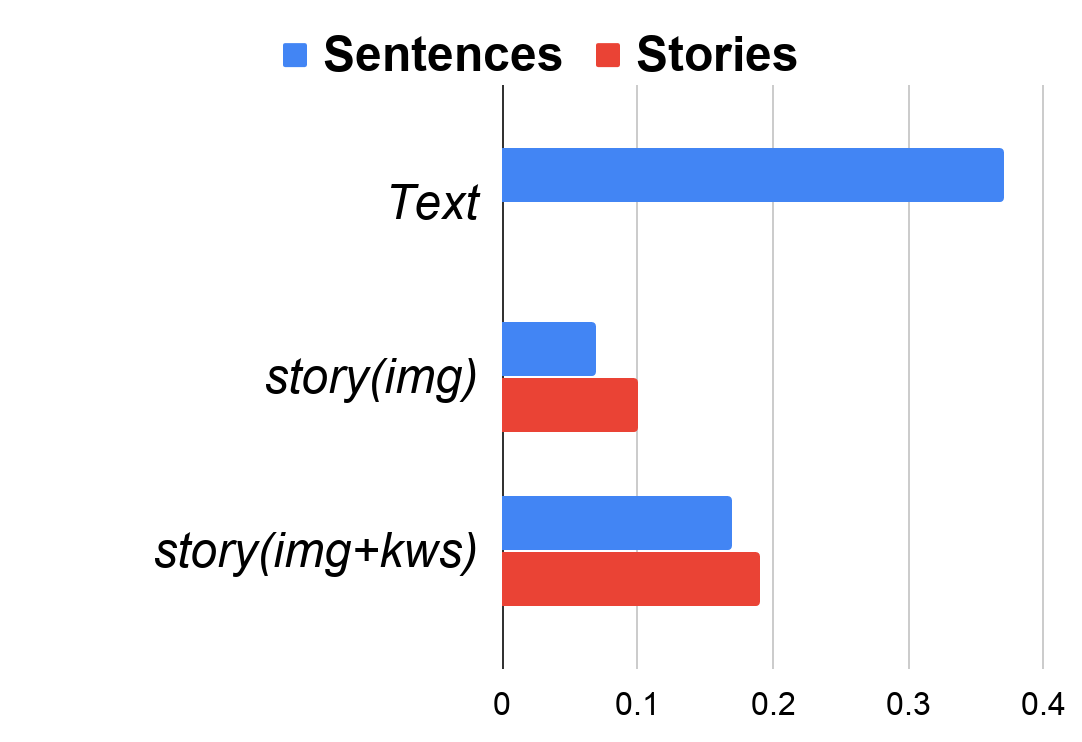 Sentences Stories
Text
story(img)
story(img+kws)
0 0.1 0.2 0.3 0.4